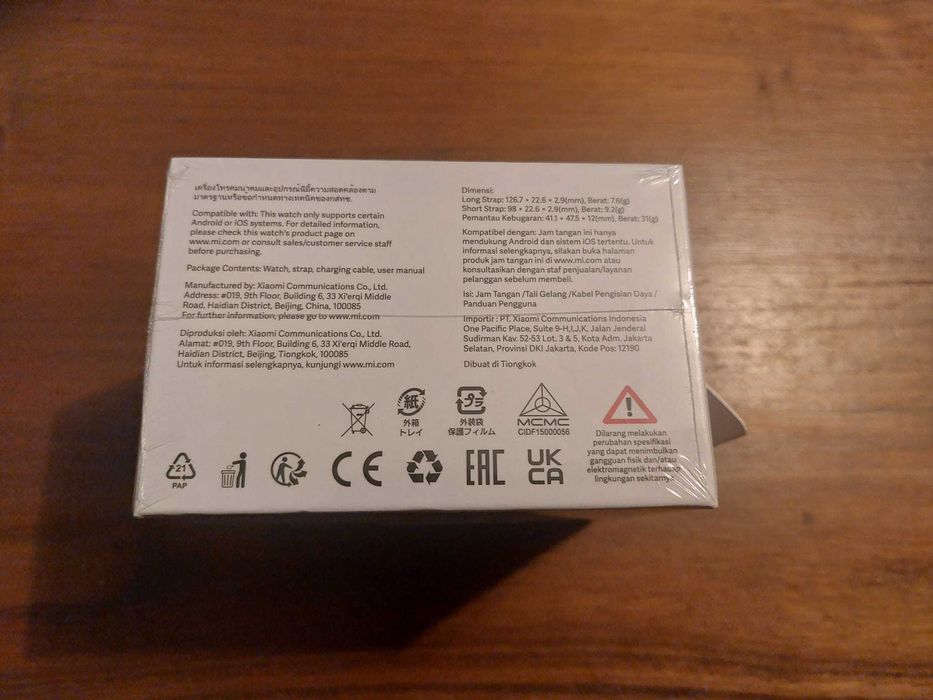 เครื่องโทรคมนาคมและอุปกรณ์นี้มีความสอดคล้องตาม
มาตรฐานหรือข้อกำหนดทางเทคนิคของกสทช.
Compatible with: This watch only supports certain
Android or iOS systems. For detailed information,
please check this watch's product page on
www.mi.com or consult sales/customer service staff
before purchasing.
Package Contents: Watch, strap, charging cable, user manual
Manufactured by: Xiaomi Communications Co., Ltd.
Address: #019, 9th Floor, Building 6, 33 Xi'erqi Middle
Road, Haidian District, Beijing, China, 100085
For further information, please go to www.mi.com
Diproduksi oleh: Xiaomi Communications Co., Ltd.
Alamat: #019, 9th Floor, Building 6, 33 Xi'erqi Middle Road,
Haidian District, Beijing, Tiongkok, 100085
Untuk informasi selengkapnya, kunjungi www.mi.com
Dimensi:
Long Strap: 126.7 × 22.6 × 2.9(mm), Berat: 7.6(g)
Short Strap: 98 × 22.6 × 2.9(mm), Berat: 9.2(g)
Pemantau Kebugaran: 41.1 × 47.5 × 12(mm), Berat: 31(g)
Kompatibel dengan: Jam tangan ini hanya
mendukung Android dan sistem iOS tertentu. Untuk
informasi selengkapnya, silakan buka halaman
produk jam tangan ini di www.mi.com atau
konsultasikan dengan staf penjualan/layanan
pelanggan sebelum membeli.
Isi: Jam Tangan /Tali Gelang /Kabel Pengisian Daya /
Panduan Pengguna
Importir : PT. Xiaomi Communications Indonesia
One Pacific Place, Suite 9-H,I,J,K, Jalan Jenderal
Sudirman Kav. 52-53 Lot. 3 & 5, Kota Adm. Jakarta
Selatan, Provinsi DKI Jakarta, Kode Pos: 12190
Dibuat di Tiongkok
紙
外箱
トレイ
プラ
外装袋
保護フィルム
MCMC
CIDF15000056
Dilarang melakukan
perubahan spesifikasi
yang dapat menimbulkan
gangguan fisik dan/atau
elektromagnetik terhadap
lingkungan sekitarnya
21
PAP
CE
EAC
UK
CA